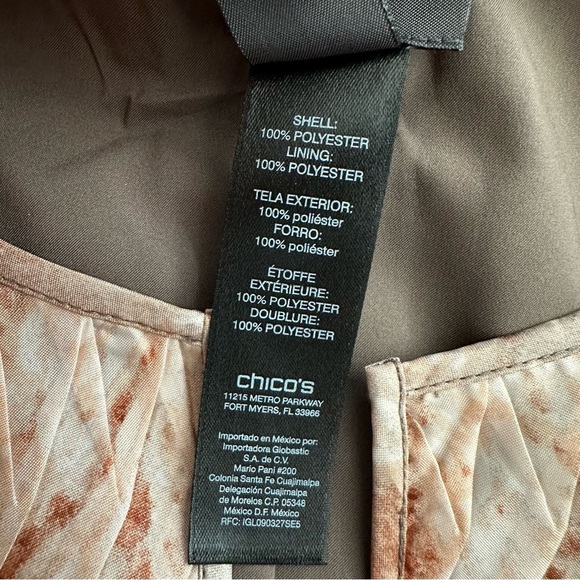 SHELL:
100% POLYESTER
LINING:
100% POLYESTER
TELA EXTERIOR:
100% poliéster
FORRO:
100% poliéster
ÉTOFFE
EXTÉRIEURE:
100% POLYESTER
DOUBLURE:
100% POLYESTER
chico's
11215 METRO PARKWAY
FORT MYERS, FL 33966
Importado en México por:
Importadora Globastic
S.A. de C.V.
Mario Pani #200
Colonia Santa Fe Cuajimalpa
Delegación Cuajimalpa
de Morelos C.P. 05348
México D.F. México
RFC: IGL090327SE5